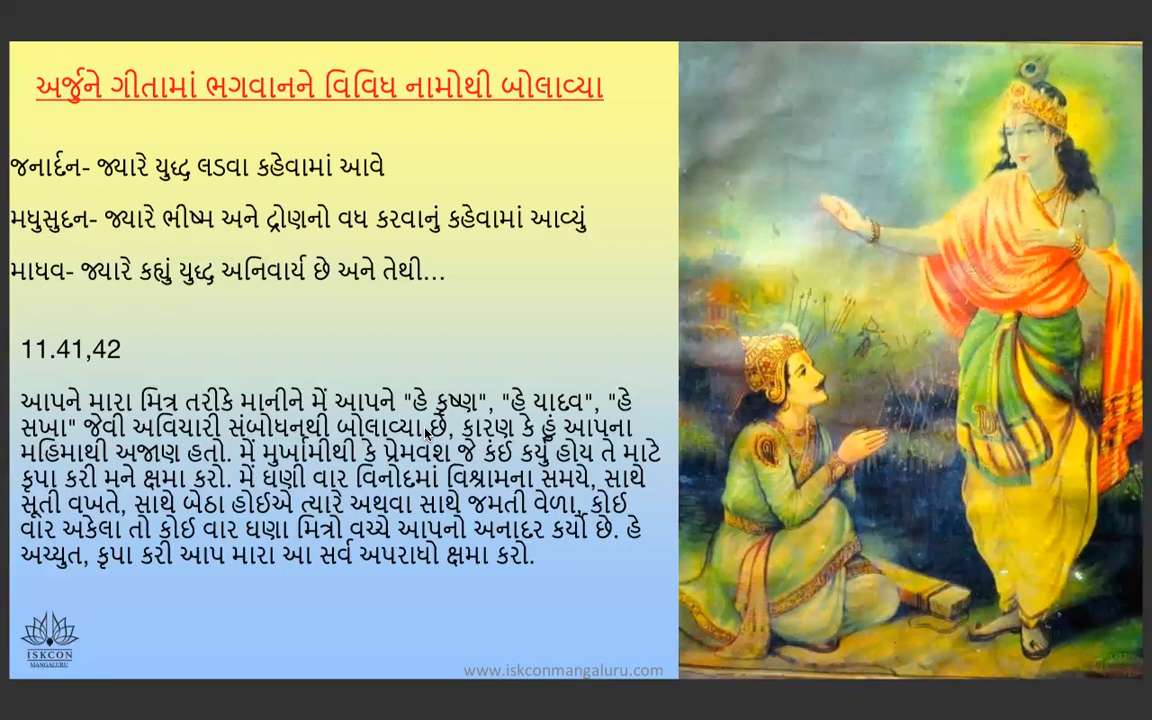 અર્જુને ગીતામાં ભગવાનને વિવિધ નામોથી બોલાવ્યા
જનાર્દન- જ્યારે યુદ્ધ લડવા કહેવામાં આવે
મધુસુદન- જ્યારે ભીષ્મ અને દ્રોણનો વધ કરવાનું કહેવામાં આવ્યું
માધવ- જ્યારે કહ્યું યુદ્ધ અનિવાર્ય છે અને તેથી...
11.41,42
આપને મારા મિત્ર તરીકે માનીને મેં આપને "હે કૃષ્ણ", "હે યાદવ", "હે
સખા" જેવી અવિચારી સંબોધનથી બોલાવ્યા છે, કારણ કે હું આપના
મહિમાથી અજાણ હતો. મેં મુર્ખામીથી કે પ્રેમવશ જે કંઈ કર્યું હોય તે માટે
કૃપા કરી મને ક્ષમા કરો. મેં ઘણી વાર વિનોદમાં વિશ્રામના સમયે, સાથે
સૂતી વખતે, સાથે બેઠા હોઈએ ત્યારે અથવા સાથે જમતી વેળા, કોઈ
વાર અકેલા તો કોઈ વાર ઘણા મિત્રો વચ્ચે આપનો અનાદર કર્યો છે. હે
અચ્યુત, કૃપા કરી આપ મારા આ સર્વ અપરાધો ક્ષમા કરો.
ISKCON
MANGALURU
www.iskconmangaluru.com